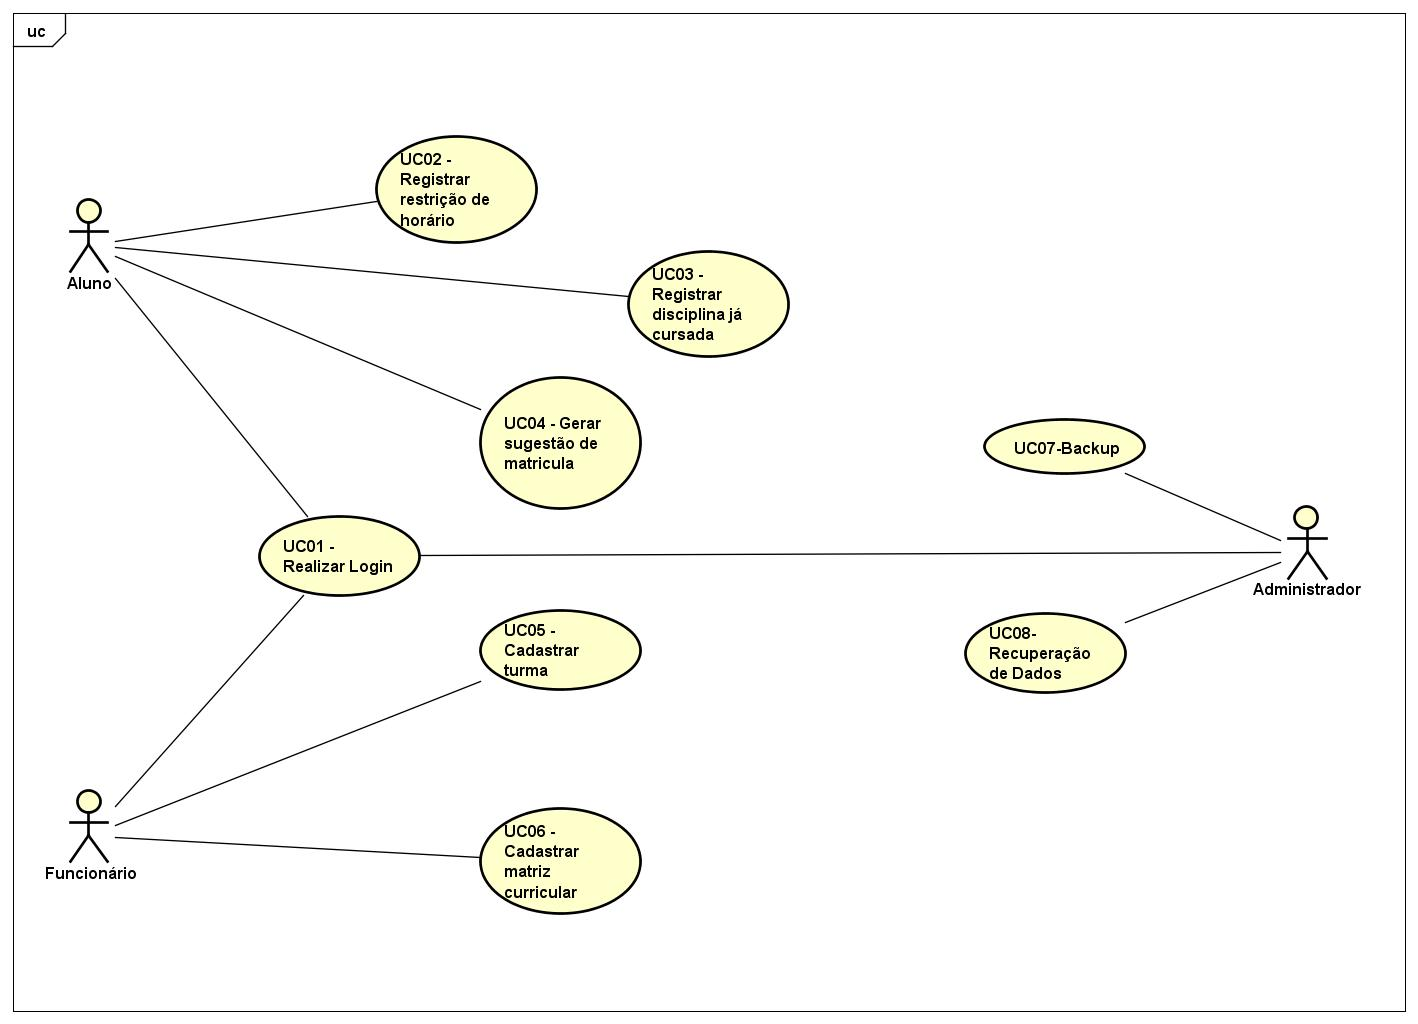 uc
UC02 -
Registrar
restrição de
horário
Aluno
UC03 -
Registrar
disciplina já
cursada
UC04 - Gerar
sugestão de
matricula
UC07-Backup
UC01 -
Realizar Login
Administrador
UC05 -
Cadastrar
turma
UC08-
Recuperação
de Dados
Funcionário
UC06 -
Cadastrar
matriz
curricular